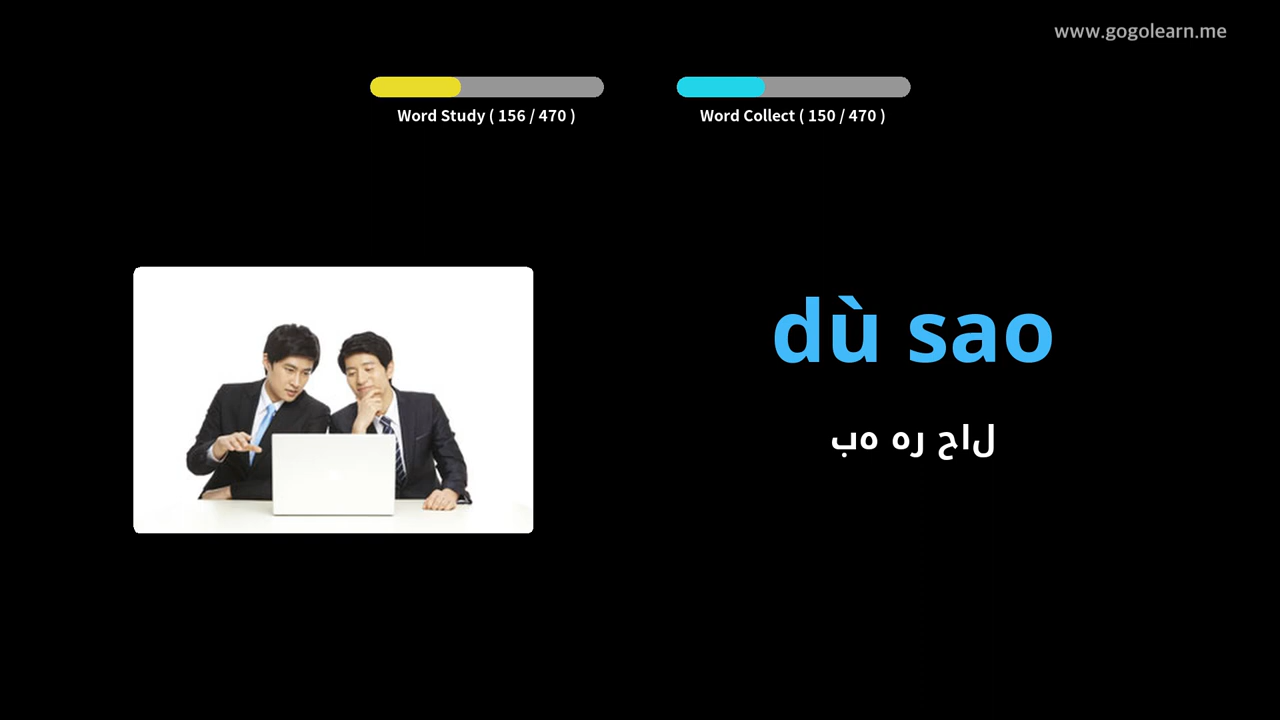 www.gogolearn.me
Word Study ( 156 / 470 )
Word Collect ( 150 / 470 )
dù sao
به هر حال